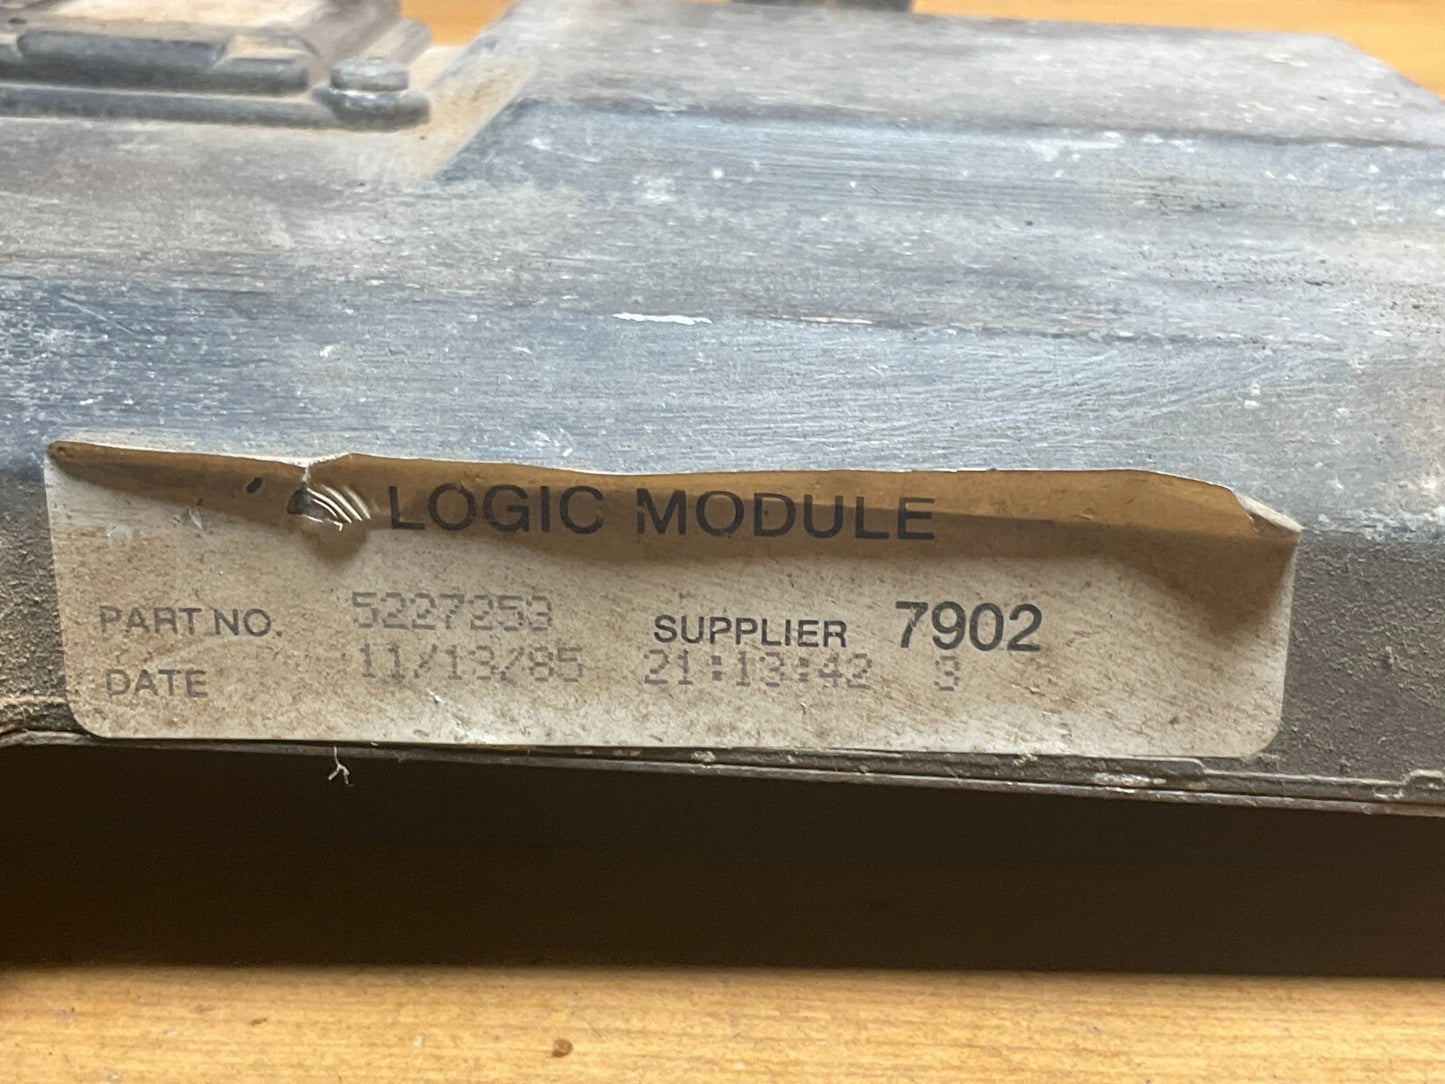 LOGIC MODULE
PART NO. 5227253 SUPPLIER 7902
DATE 11/13/85 21:13:42 3